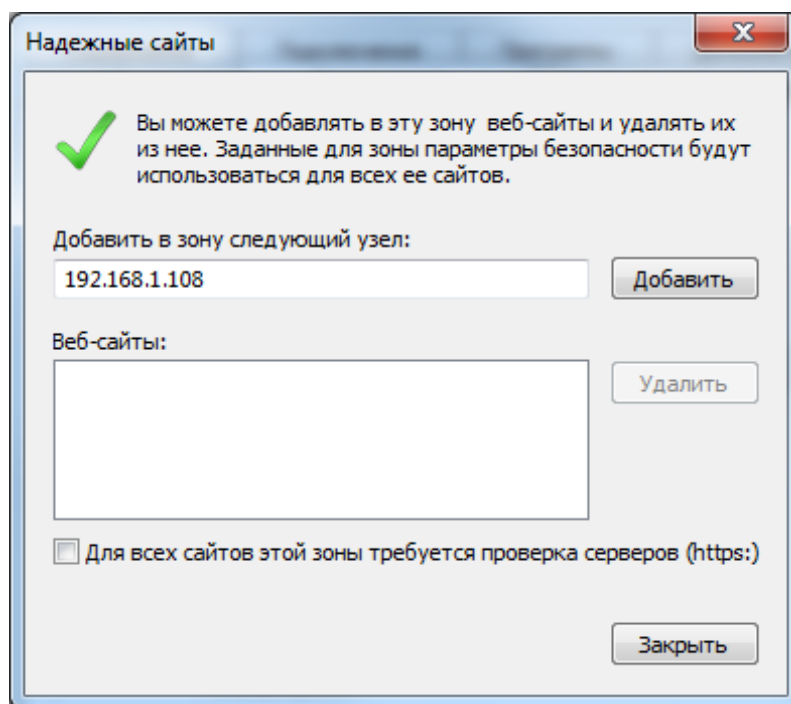 Надежные сайты
Вы можете добавлять в эту зону веб-сайты и удалять их
из нее. Заданные для зоны параметры безопасности будут
использоваться для всех ее сайтов.
Добавить в зону следующий узел:
192.168.1.108
Добавить
Веб-сайты:
Удалить
Для всех сайтов этой зоны требуется проверка серверов (https:)
Закрыть